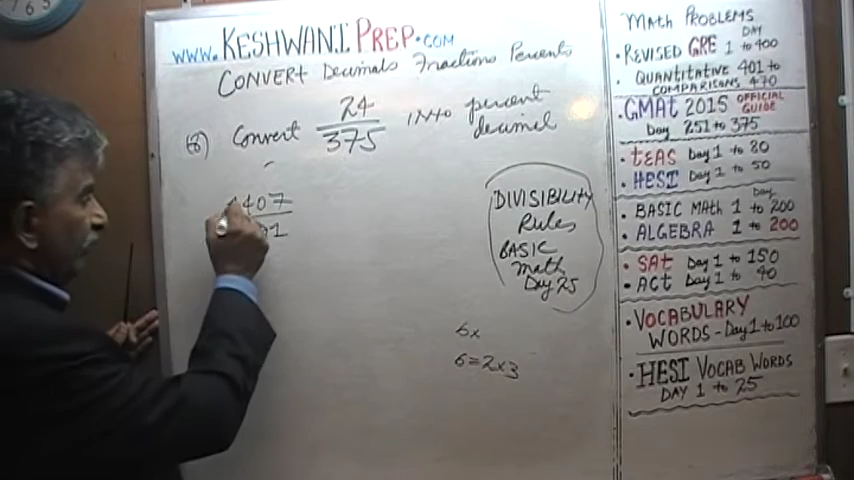 www.KESHWANI PREP.COM
CONVERT Decimals Fractions Percents
(8) Convert 24/375 INTO percent
decimal
407
1
DIVISIBILITY
Rules
BASIC
math
Day 25
6x
6=2x3
MATH PROBLEMS
DAY
• REVISED GRE 1 to 400
• QUANTITATIVE 401 to
COMPARISONS 470
• GMAT 2015 OFFICIAL
GUIDE
Day 251 to 375
• TEAS Day 1 to 80
• HESI Day 1 to 50
Day
• BASIC MATH 1 to 200
• ALGEBRA 1 to 200
• SAT Day 1 to 150
• ACT Day 1 to 40
• VOCABULARY
WORDS - Day 1 to 100
• HESI VOCAB WORDS
DAY 1 to 25
7 6 5